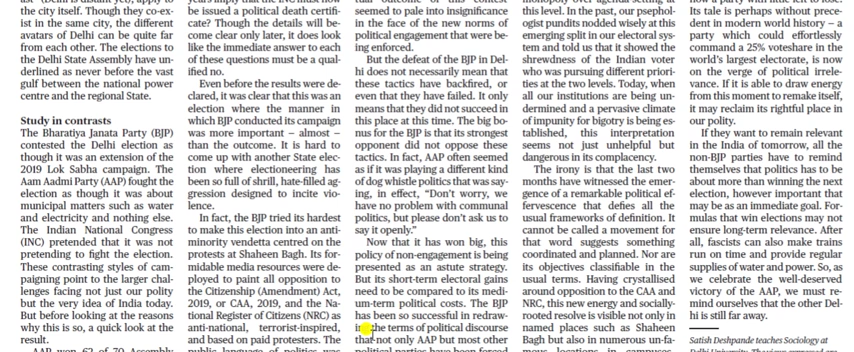 the city itself. Though they co-ex-
ist in the same city, the different
avatars of Delhi can be quite far
from each other. The elections to
the Delhi State Assembly have un-
derlined as never before the vast
gulf between the national power
centre and the regional State.
Study in contrasts
The Bharatiya Janata Party (BJP)
contested the Delhi election as
though it was an extension of the
2019 Lok Sabha campaign. The
Aam Aadmi Party (AAP) fought the
election as though it was about
municipal matters such as water
and electricity and nothing else.
The Indian National Congress
(INC) pretended that it was not
pretending to fight the election.
These contrasting styles of cam-
paigning point to the larger chal-
lenges facing not just our polity
but the very idea of India today.
But before looking at the reasons
why this is so, a quick look at the
result.
AAP won 62 of 70 Assembly
be issued a political death certifi-
cate? Though the details will be-
come clear only later, it does look
like the immediate answer to each
of these questions must be a qual-
ified no.
Even before the results were de-
clared, it was clear that this was an
election where the manner in
which BJP conducted its campaign
was more important – almost –
than the outcome. It is hard to
come up with another State elec-
tion where electioneering has
been so full of shrill, hate-filled ag-
gression designed to incite vio-
lence.
In fact, the BJP tried its hardest
to make this election into an anti-
minority vendetta centred on the
protests at Shaheen Bagh. Its for-
midable media resources were de-
ployed to paint all opposition to
the Citizenship (Amendment) Act,
2019, or CAA, 2019, and the Na-
tional Register of Citizens (NRC) as
anti-national, terrorist-inspired,
and based on paid protesters. The
public language of politics was
seemed to pale into insignificance
in the face of the new norms of
political engagement that were be-
ing enforced.
But the defeat of the BJP in Del-
hi does not necessarily mean that
these tactics have backfired, or
even that they have failed. It only
means that they did not succeed in
this place at this time. The big bo-
nus for the BJP is that its strongest
opponent did not oppose these
tactics. In fact, AAP often seemed
as if it was playing a different kind
of dog whistle politics that was say-
ing, in effect, “Don’t worry, we
have no problem with communal
politics, but please don’t ask us to
say it openly.”
Now that it has won big, this
policy of non-engagement is being
presented as an astute strategy.
But its short-term electoral gains
need to be compared to its medi-
um-term political costs. The BJP
has been so successful in redraw-
ing the terms of political discourse
that not only AAP but most other
political parties have been forced
this level. In the past, our psephol-
ogist pundits nodded wisely at this
emerging split in our electoral sys-
tem and told us that it showed the
shrewdness of the Indian voter
who was pursuing different priori-
ties at the two levels. Today, when
all our institutions are being un-
dermined and a pervasive climate
of impunity for bigotry is being es-
tablished, this interpretation
seems not just unhelpful but
dangerous in its complacency.
The irony is that the last two
months have witnessed the emer-
gence of a remarkable political ef-
fervescence that defies all the
usual frameworks of definition. It
cannot be called a movement for
that word suggests something
coordinated and planned. Nor are
its objectives classifiable in the
usual terms. Having crystallised
around opposition to the CAA and
NRC, this new energy and socially-
rooted resolve is visible not only in
named places such as Shaheen
Bagh but also in numerous un-fa-
Its tale is perhaps without prece-
dent in modern world history – a
party which could effortlessly
command a 25% voteshare in the
world’s largest electorate, is now
on the verge of political irrele-
vance. If it is able to draw energy
from this moment to remake itself,
it may reclaim its rightful place in
our polity.
If they want to remain relevant
in the India of tomorrow, all the
non-BJP parties have to remind
themselves that politics has to be
about more than winning the next
election, however important that
may be as an immediate goal. For-
mulas that win elections may not
ensure long-term relevance. After
all, fascists can also make trains
run on time and provide regular
supplies of water and power. So, as
we celebrate the well-deserved
victory of the AAP, we must re-
mind ourselves that the other Del-
hi is still far away.
Satish Deshpande teaches Sociology at